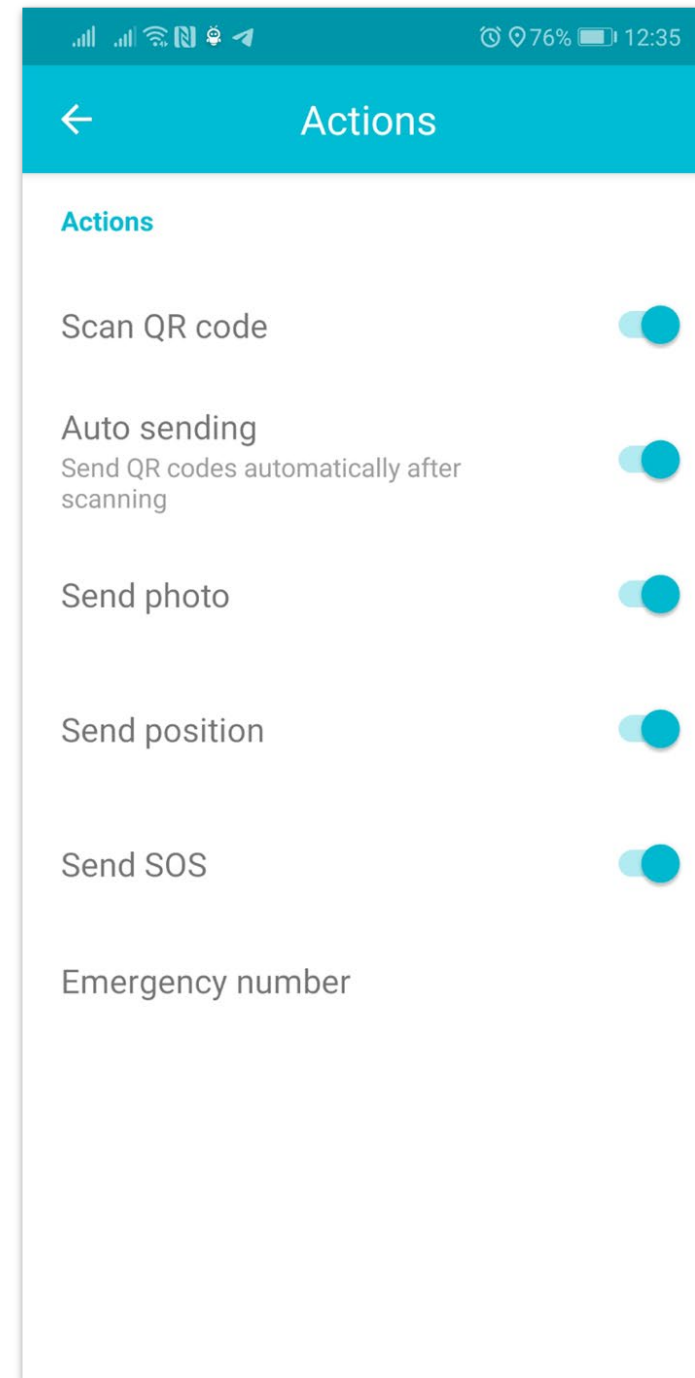 76% 12:35
Actions
Actions
Scan QR code
Auto sending
Send QR codes automatically after
scanning
Send photo
Send position
Send SOS
Emergency number